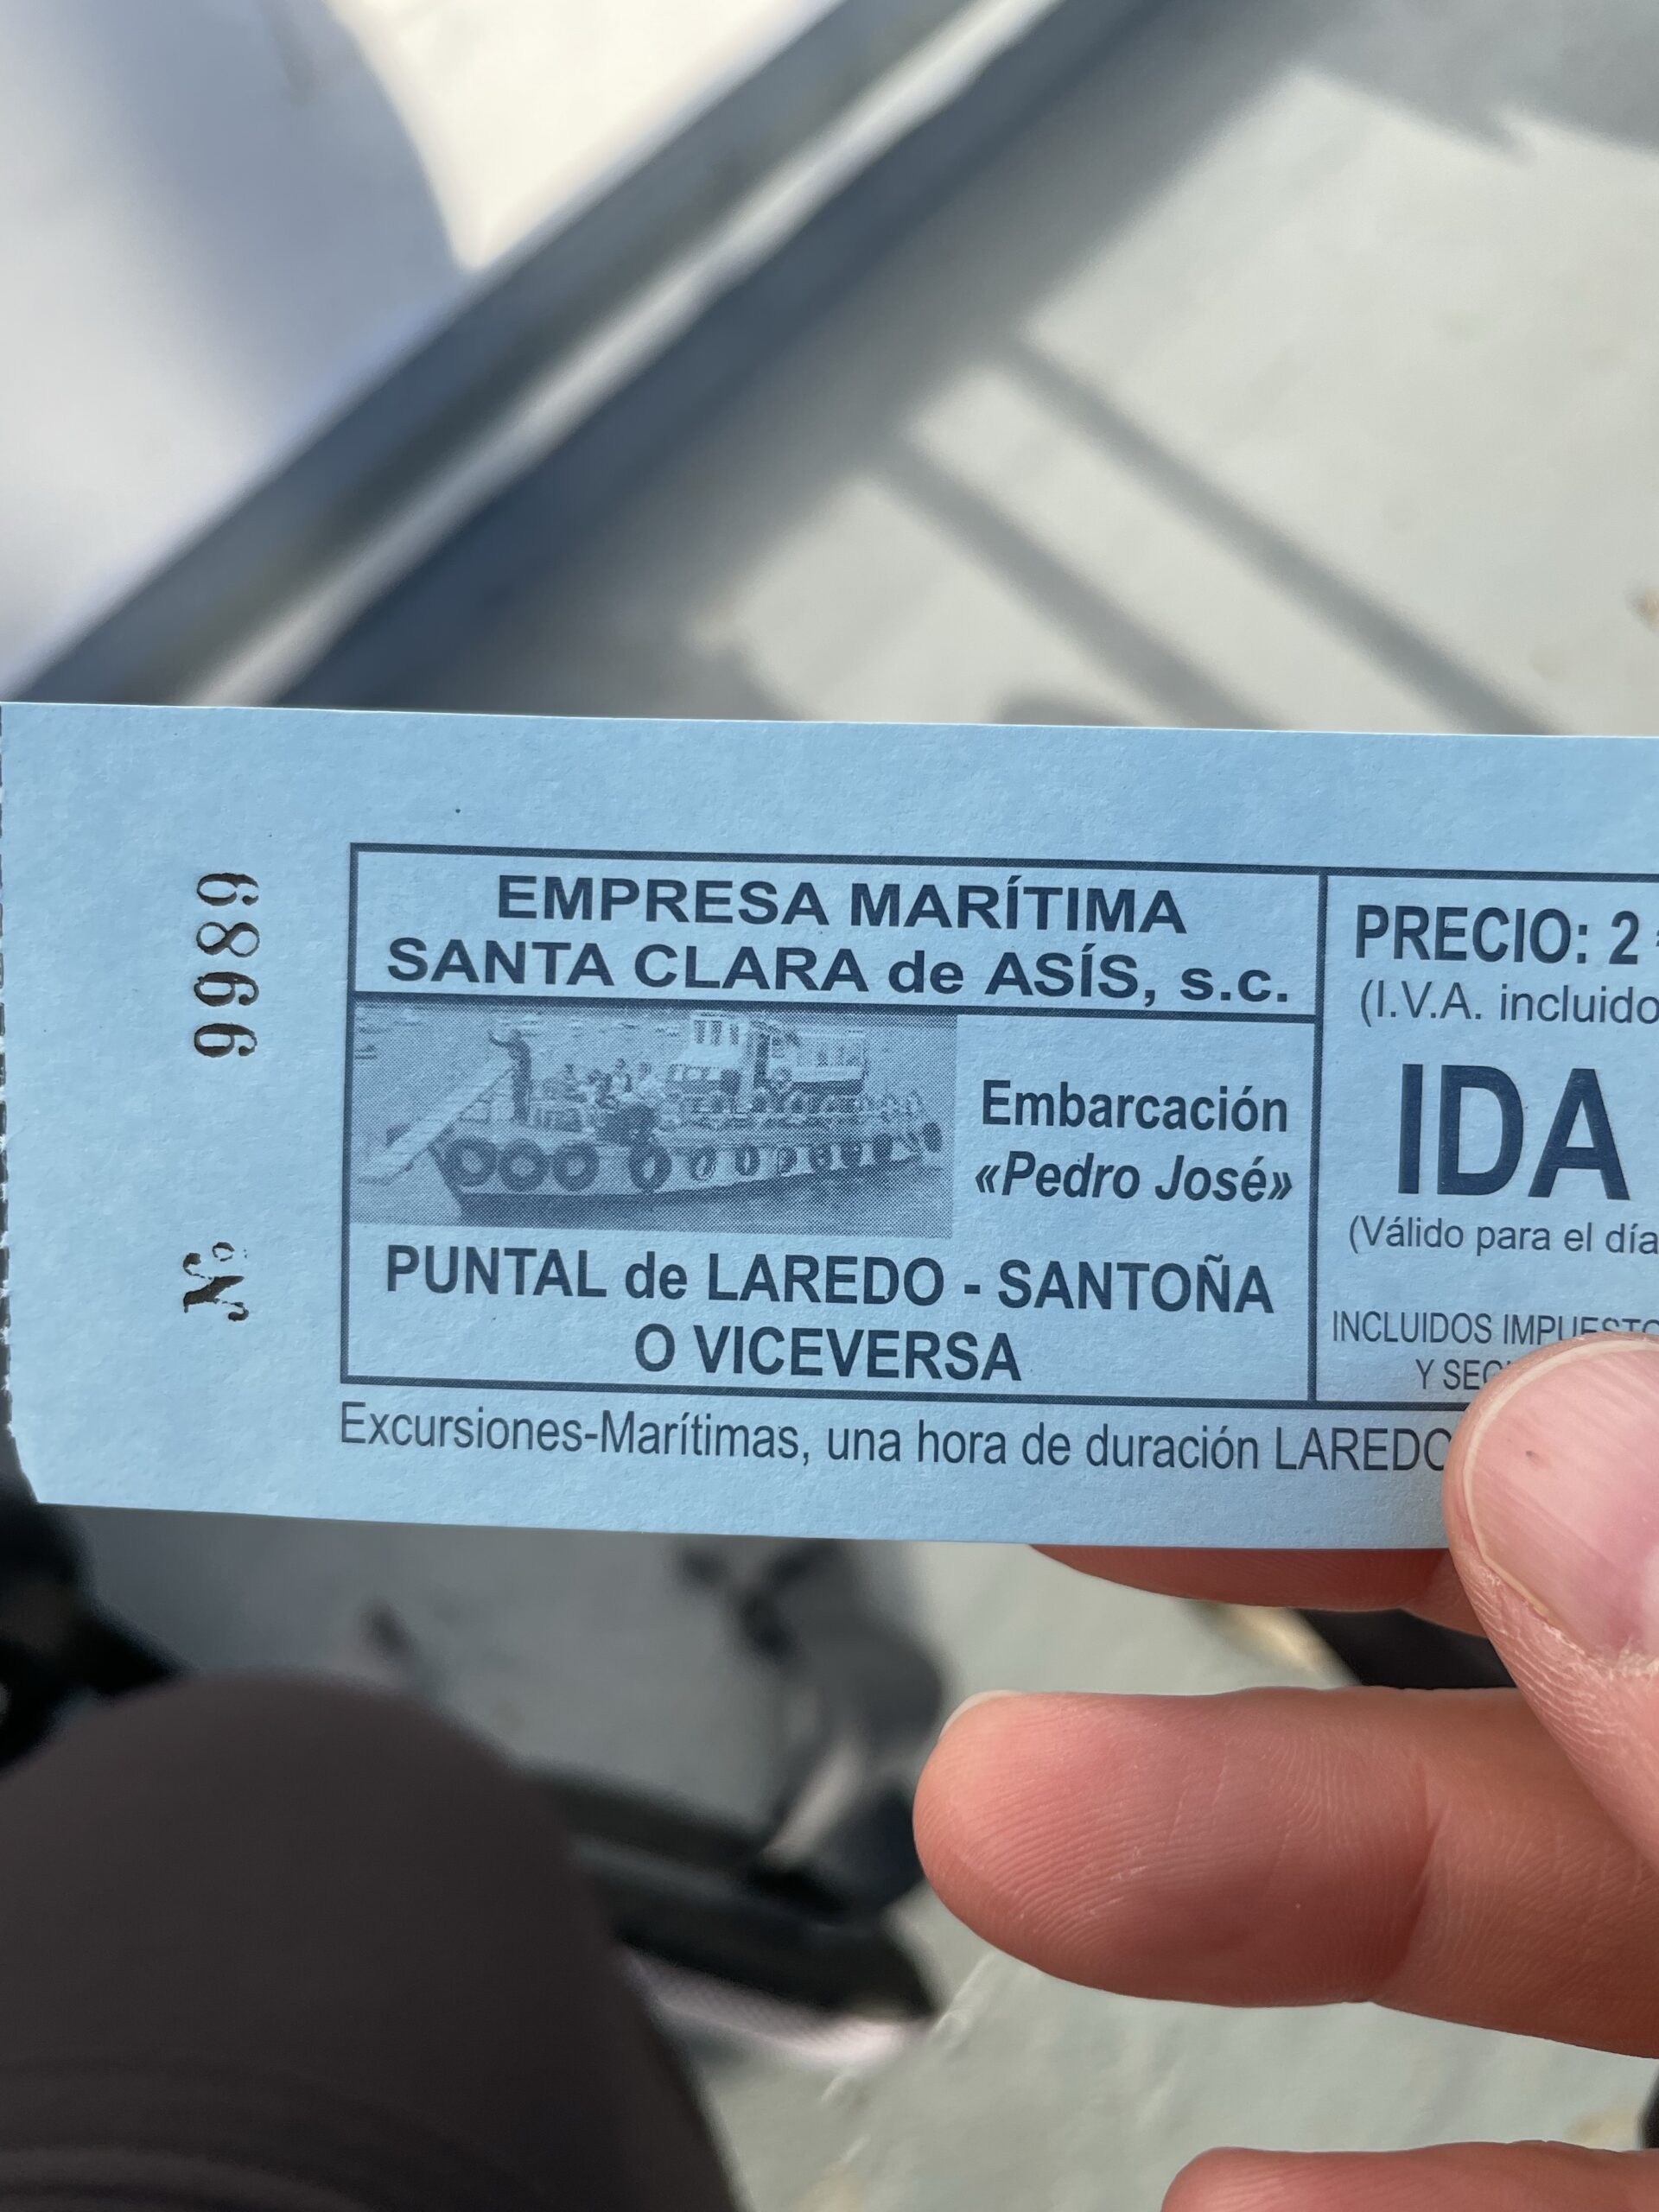 Nº 9989
EMPRESA MARÍTIMA
SANTA CLARA de ASÍS, s.c.
Embarcación
«Pedro José»
PUNTAL de LAREDO - SANTOÑA
O VICEVERSA
PRECIO: 2
(I.V.A. incluido
IDA
(Válido para el día
INCLUIDOS
Y
Excursiones-Marítimas, una hora de duración LAREDO